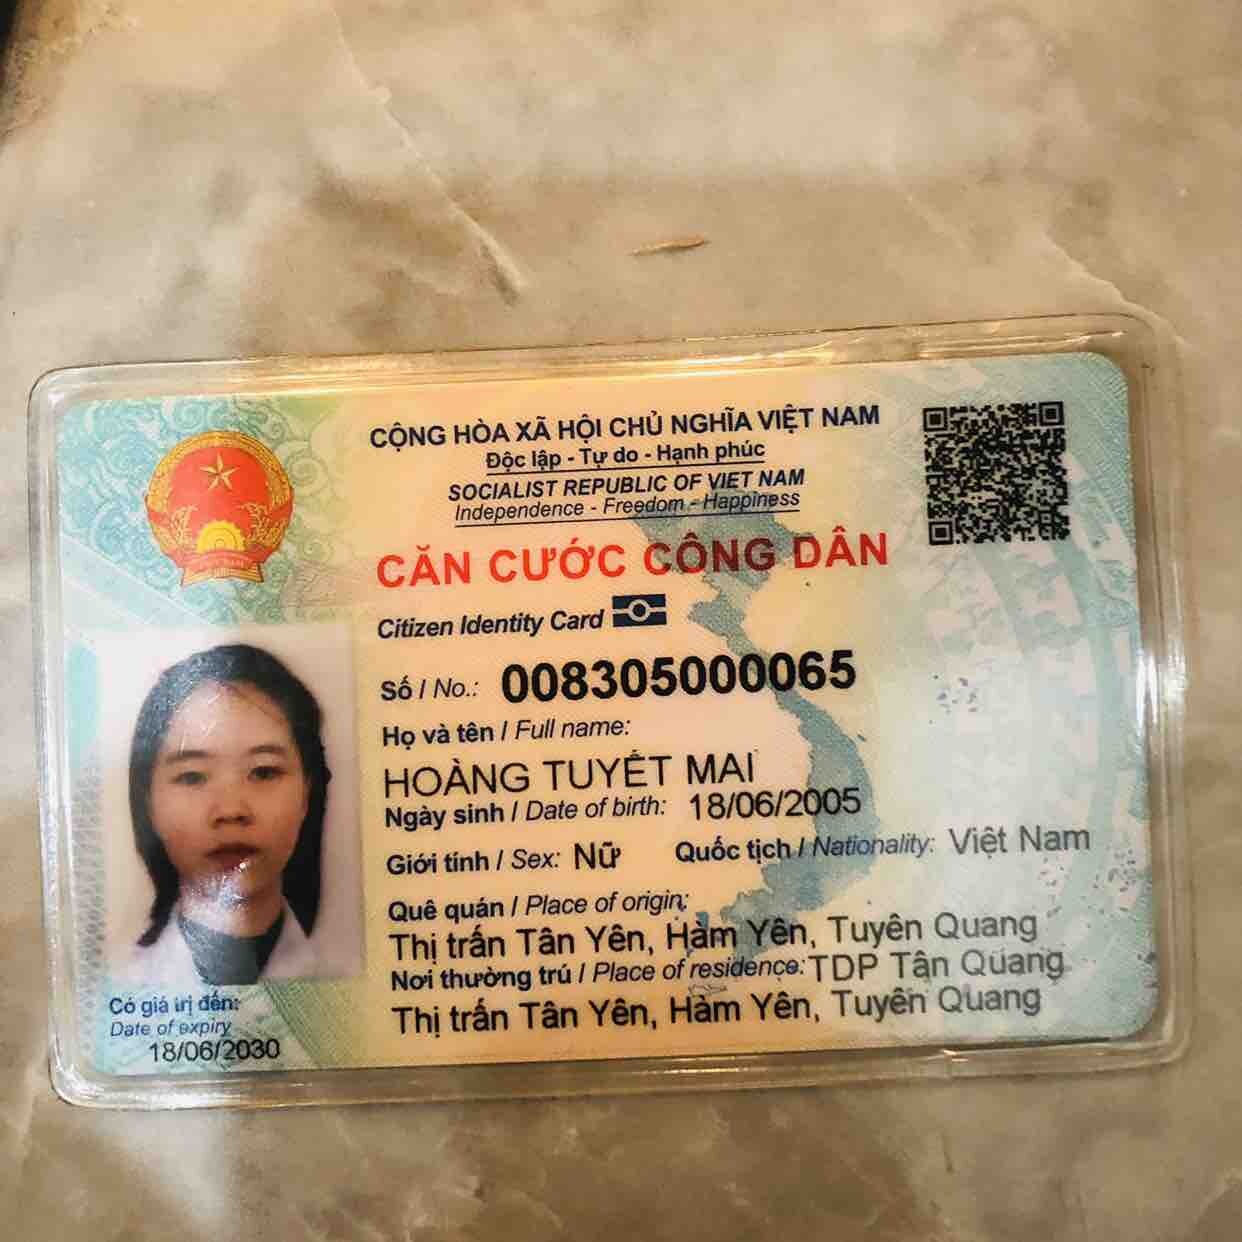 CỘNG HÒA XÃ HỘI CHỦ NGHĨA VIỆT NAM
Độc lập - Tự do - Hạnh phúc
SOCIALIST REPUBLIC OF VIET NAM
Independence - Freedom - Happiness
CĂN CƯỚC CÔNG DÂN
Citizen Identity Card
Số / No.: 008305000065
Họ và tên / Full name:
HOÀNG TUYẾT MAI
Ngày sinh / Date of birth: 18/06/2005
Giới tính / Sex: Nữ Quốc tịch / Nationality: Việt Nam
Quê quán / Place of origin:
Thị trấn Tân Yên, Hàm Yên, Tuyên Quang
Nơi thường trú / Place of residence: TDP Tân Quang
Thị trấn Tân Yên, Hàm Yên, Tuyên Quang
Có giá trị đến:
Date of expiry
18/06/2030